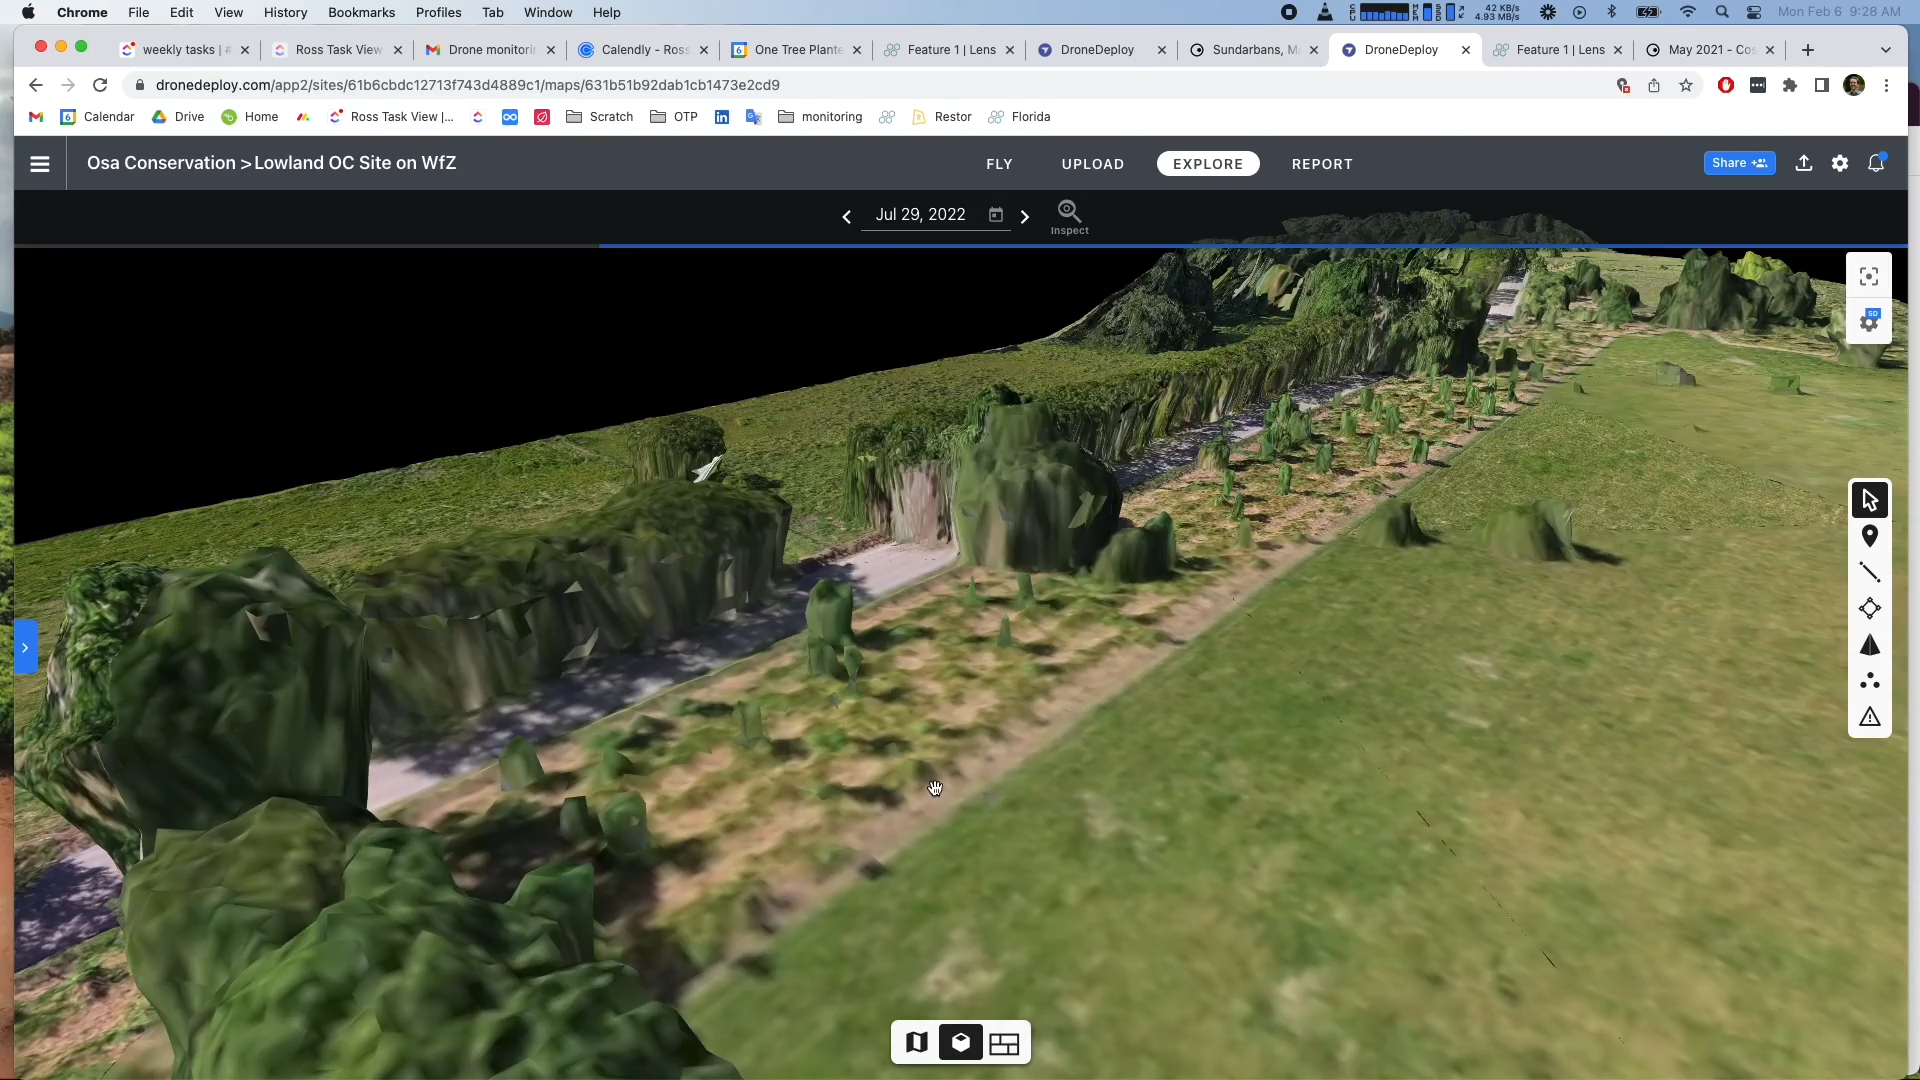 Chrome File Edit View History Bookmarks Profiles Tab Window Help
42 KB/s
4.93 MB/s
Mon Feb 6 9:28 AM
weekly tasks | Ross Task View Drone monitorin Calendly - Ross One Tree Plante Feature 1 | Lens DroneDeploy Sundarbans, M DroneDeploy Feature 1 | Lens May 2021 - Cos
dronedeploy.com/app2/sites/61b6cbdc12713f743d4889c1/maps/631b51b92dab1cb1473e2cd9
Calendar Drive Home Ross Task View |... Scratch OTP monitoring Restor Florida
Osa Conservation > Lowland OC Site on WfZ FLY UPLOAD EXPLORE REPORT Share
Jul 29, 2022
Inspect
SD